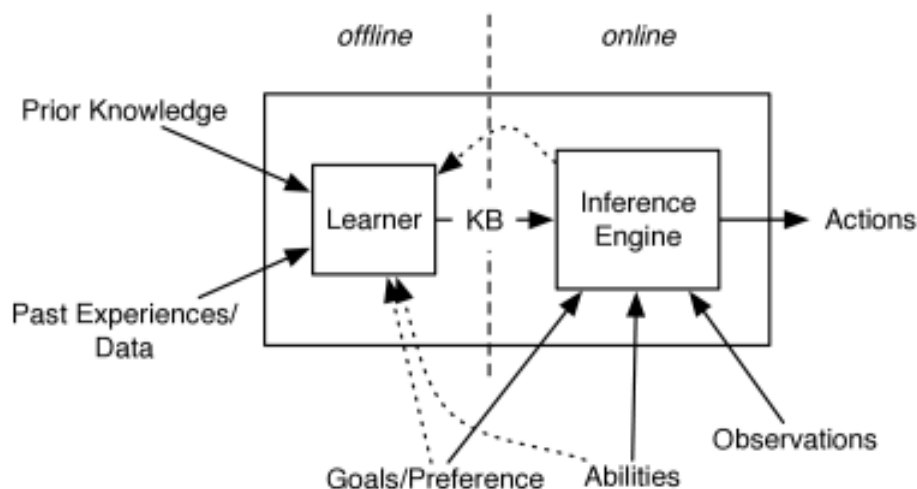 offline
online
Prior Knowledge
Learner
KB
Inference
Engine
Actions
Past Experiences/
Data
Observations
Goals/Preference
Abilities